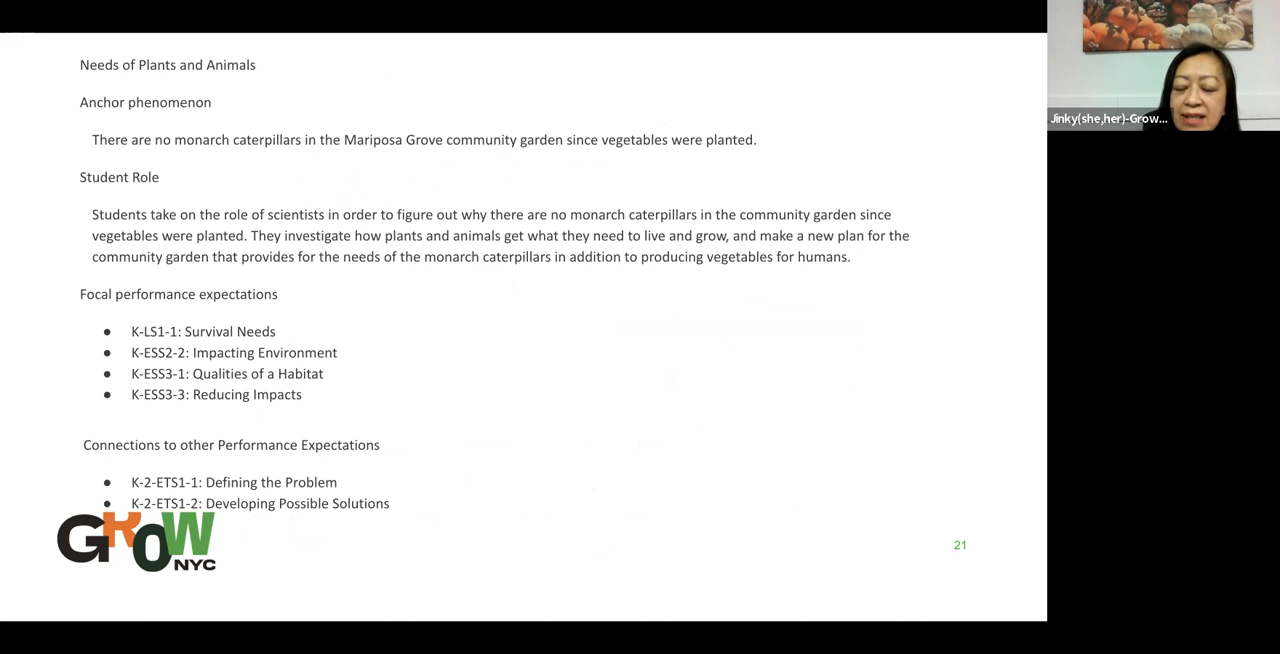 Needs of Plants and Animals
Anchor phenomenon
There are no monarch caterpillars in the Mariposa Grove community garden since vegetables were planted.
Student Role
Students take on the role of scientists in order to figure out why there are no monarch caterpillars in the community garden since
vegetables were planted. They investigate how plants and animals get what they need to live and grow, and make a new plan for the
community garden that provides for the needs of the monarch caterpillars in addition to producing vegetables for humans.
Focal performance expectations
● K-LS1-1: Survival Needs
● K-ESS2-2: Impacting Environment
● K-ESS3-1: Qualities of a Habitat
● K-ESS3-3: Reducing Impacts
Connections to other Performance Expectations
● K-2-ETS1-1: Defining the Problem
● K-2-ETS1-2: Developing Possible Solutions
GROW
NYC
21
Jinky(she,her)-Grow...